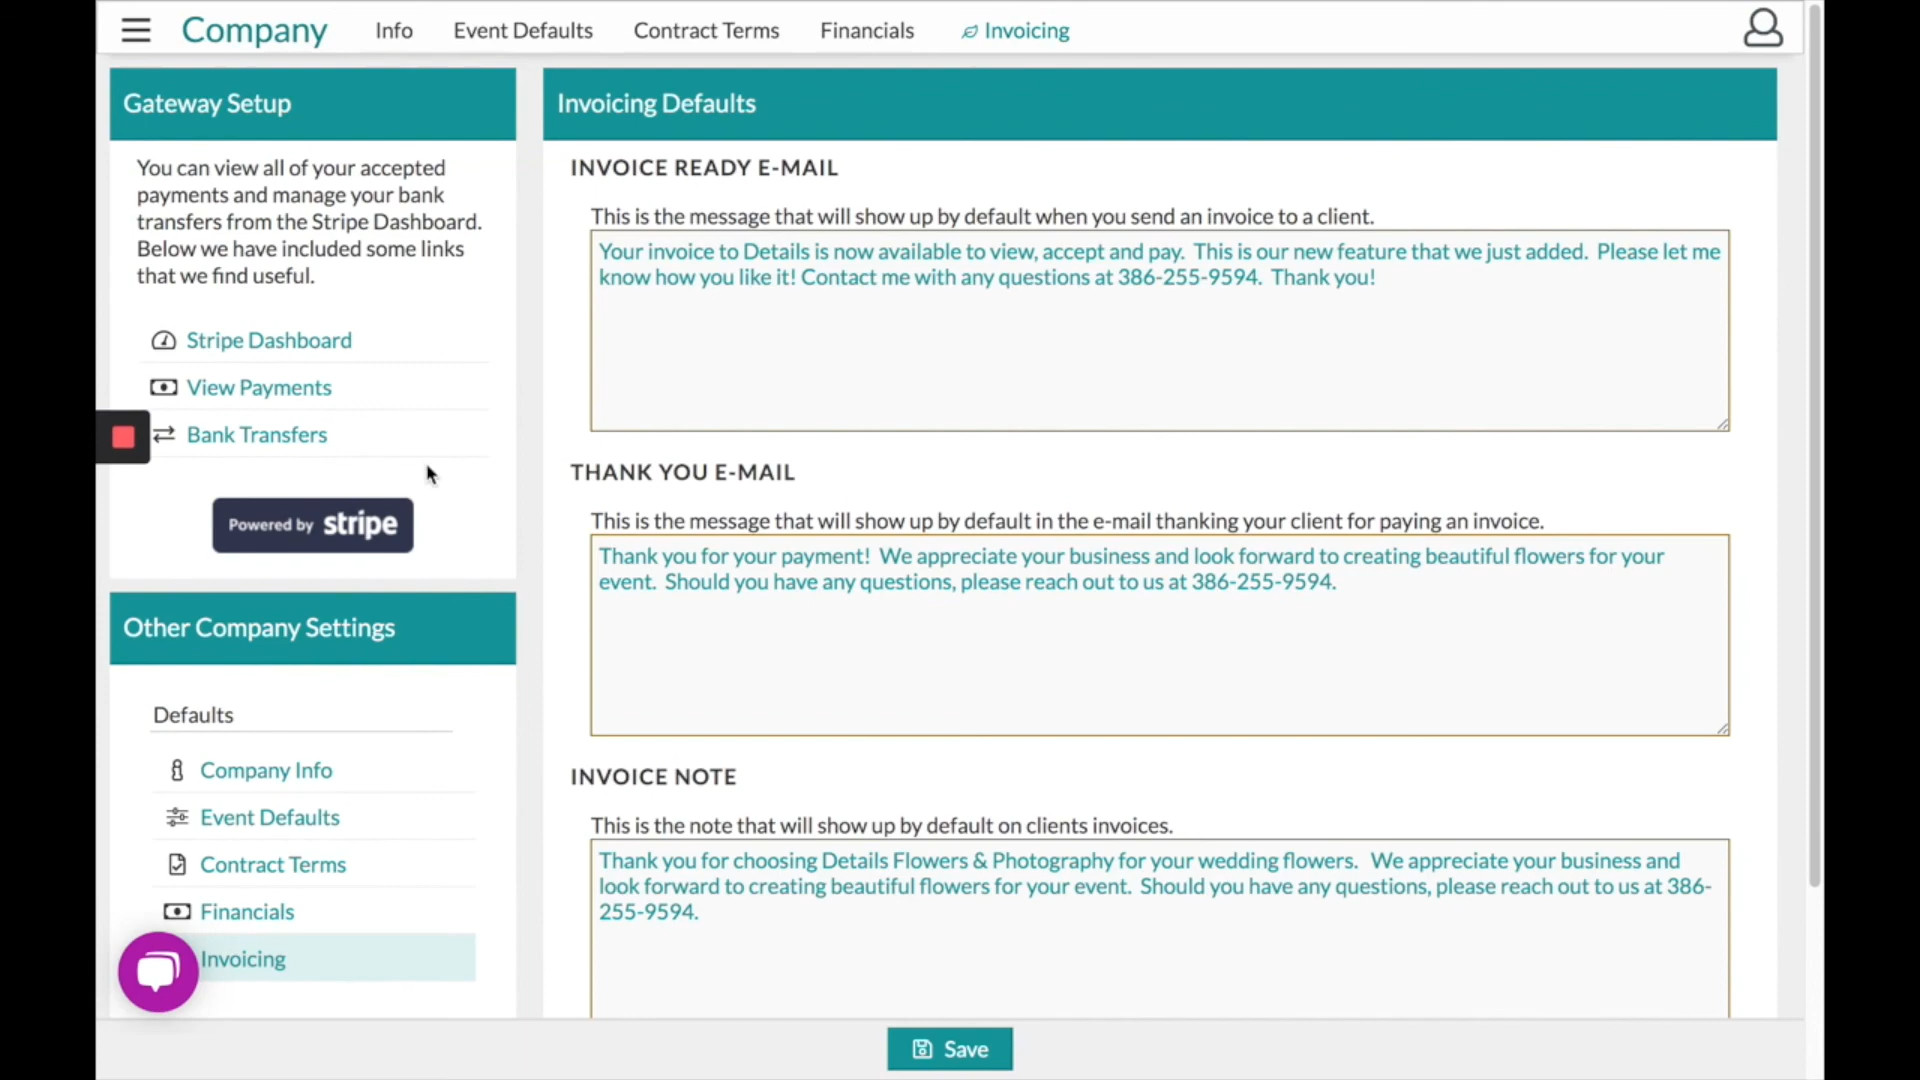 Company
Info
Event Defaults
Contract Terms
Financials
Invoicing
Gateway Setup
You can view all of your accepted
payments and manage your bank
transfers from the Stripe Dashboard.
Below we have included some links
that we find useful.
Stripe Dashboard
View Payments
Bank Transfers
Powered by stripe
Other Company Settings
Defaults
Company Info
Event Defaults
Contract Terms
Financials
Invoicing
Invoicing Defaults
INVOICE READY E-MAIL
This is the message that will show up by default when you send an invoice to a client.
Your invoice to Details is now available to view, accept and pay.  This is our new feature that we just added.  Please let me
know how you like it! Contact me with any questions at 386-255-9594.  Thank you!
THANK YOU E-MAIL
This is the message that will show up by default in the e-mail thanking your client for paying an invoice.
Thank you for your payment!  We appreciate your business and look forward to creating beautiful flowers for your
event.  Should you have any questions, please reach out to us at 386-255-9594.
INVOICE NOTE
This is the note that will show up by default on clients invoices.
Thank you for choosing Details Flowers & Photography for your wedding flowers.  We appreciate your business and
look forward to creating beautiful flowers for your event.  Should you have any questions, please reach out to us at 386-
255-9594.
Save